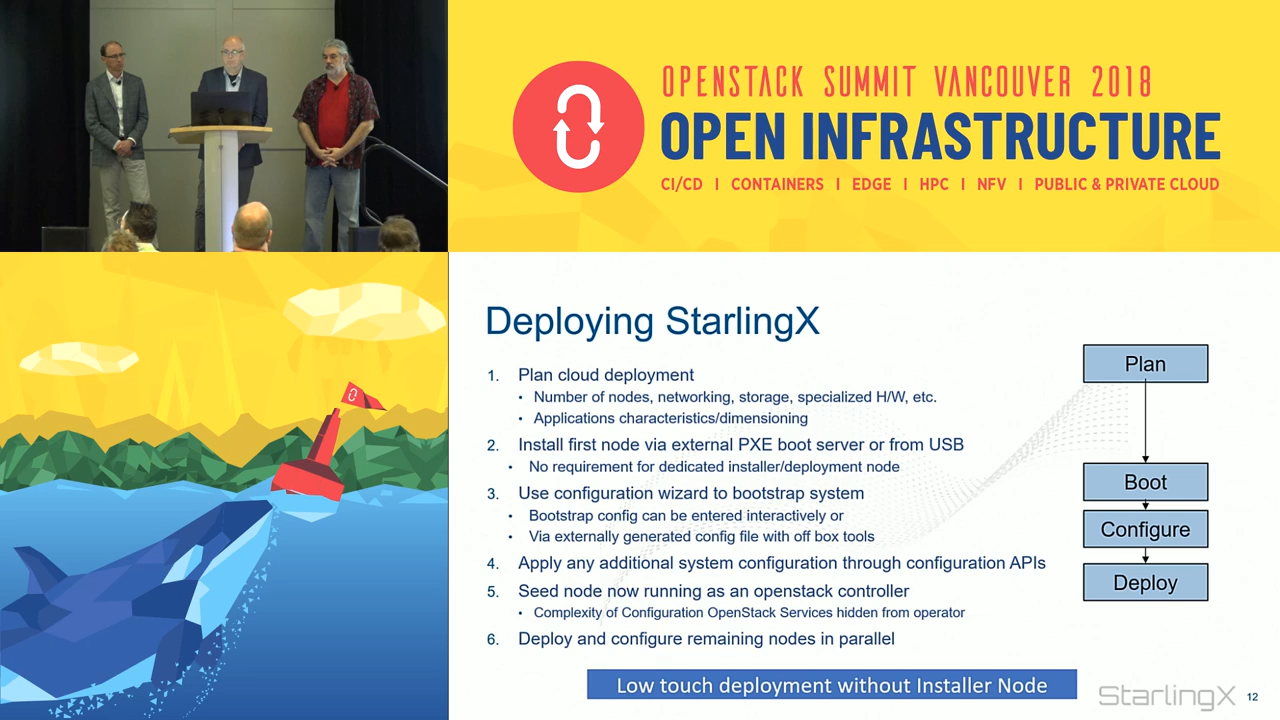 OPENSTACK SUMMIT VANCOUVER 2018
OPEN INFRASTRUCTURE
CI/CD | CONTAINERS | EDGE | HPC | NFV | PUBLIC & PRIVATE CLOUD
Deploying StarlingX
1. Plan cloud deployment
• Number of nodes, networking, storage, specialized H/W, etc.
• Applications characteristics/dimensioning
2. Install first node via external PXE boot server or from USB
• No requirement for dedicated installer/deployment node
3. Use configuration wizard to bootstrap system
• Bootstrap config can be entered interactively or
• Via externally generated config file with off box tools
4. Apply any additional system configuration through configuration APIs
5. Seed node now running as an openstack controller
• Complexity of Configuration OpenStack Services hidden from operator
6. Deploy and configure remaining nodes in parallel
Plan
Boot
Configure
Deploy
Low touch deployment without Installer Node
StarlingX
12